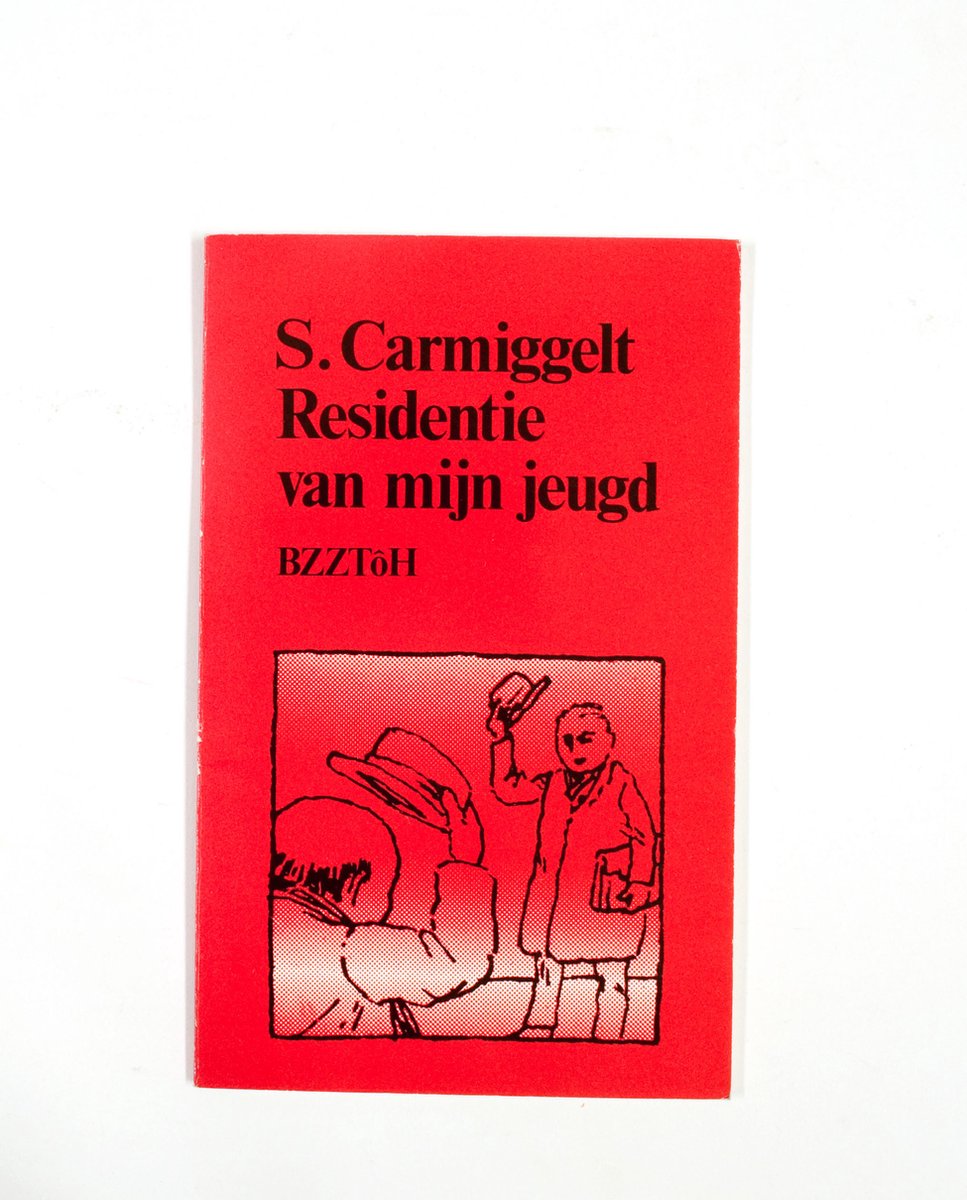 S. Carmiggelt
Residentie
van mijn jeugd
BZZTôH